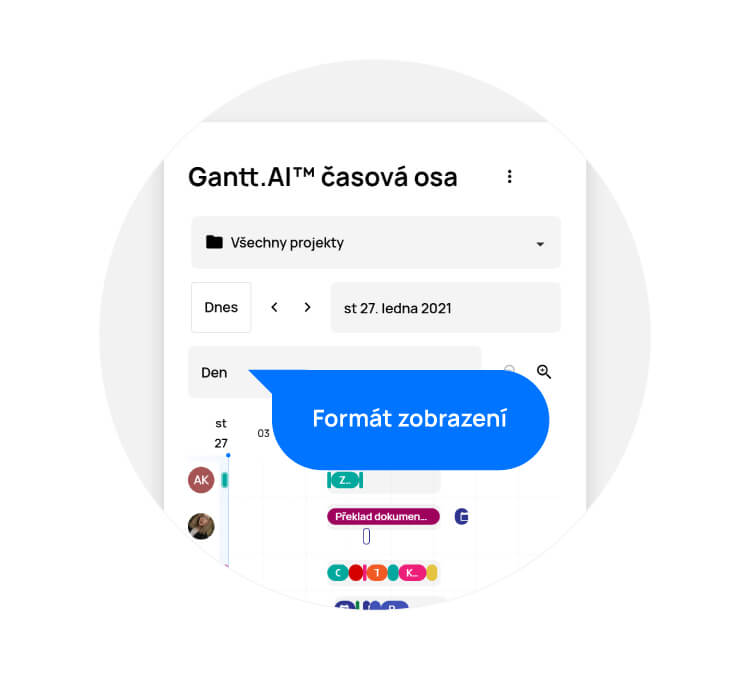 Gantt.AI™ časová osa
Všechny projekty
Dnes
st 27. ledna 2021
Den
Formát zobrazení
st
27
03
AK
Z...
Překlad dokumen...
K...